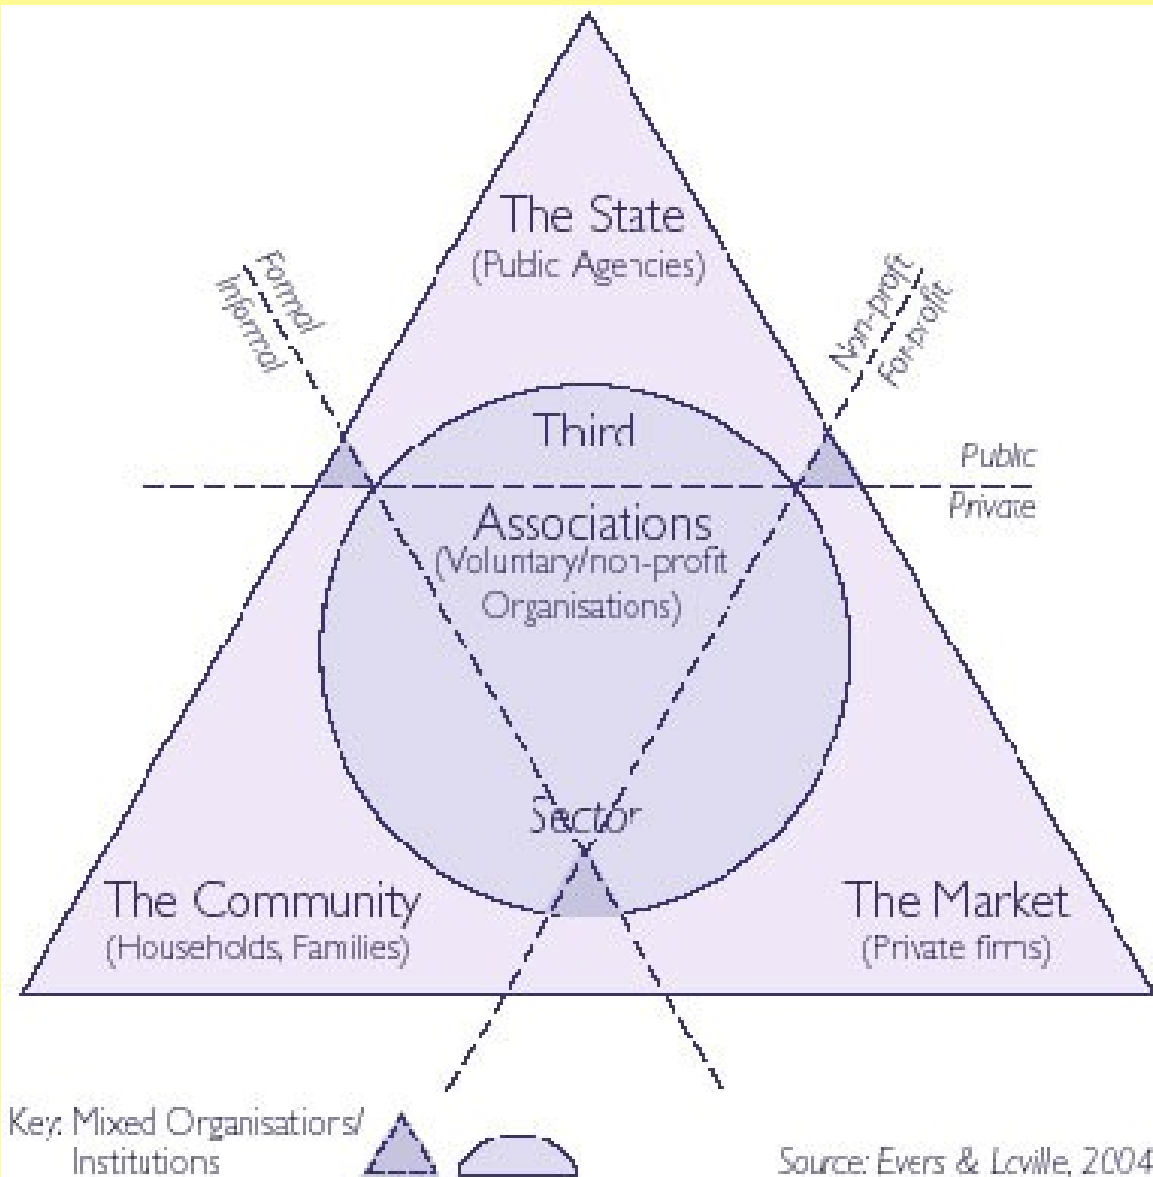 The State
(Public Agencies)
Formal
Informal
Non-profit
For-profit
Third
Public
Private
Associations
(Voluntary/non-profit
Organisations)
Sector
The Community
(Households, Families)
The Market
(Private firms)
Key: Mixed Organisations/
Institutions
Source: Evers & Laville, 2004